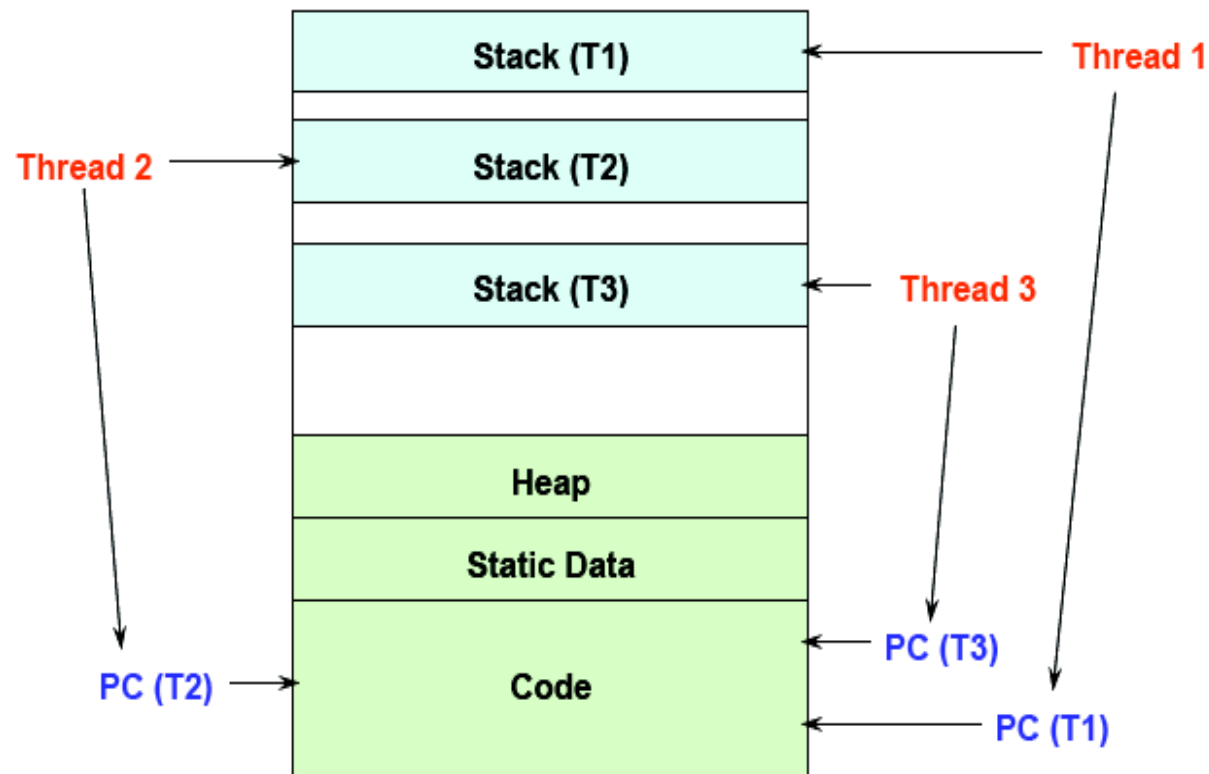 Stack (T1)
Thread 1
Thread 2
Stack (T2)
Stack (T3)
Thread 3
Heap
Static Data
PC (T3)
PC (T2)
Code
PC (T1)